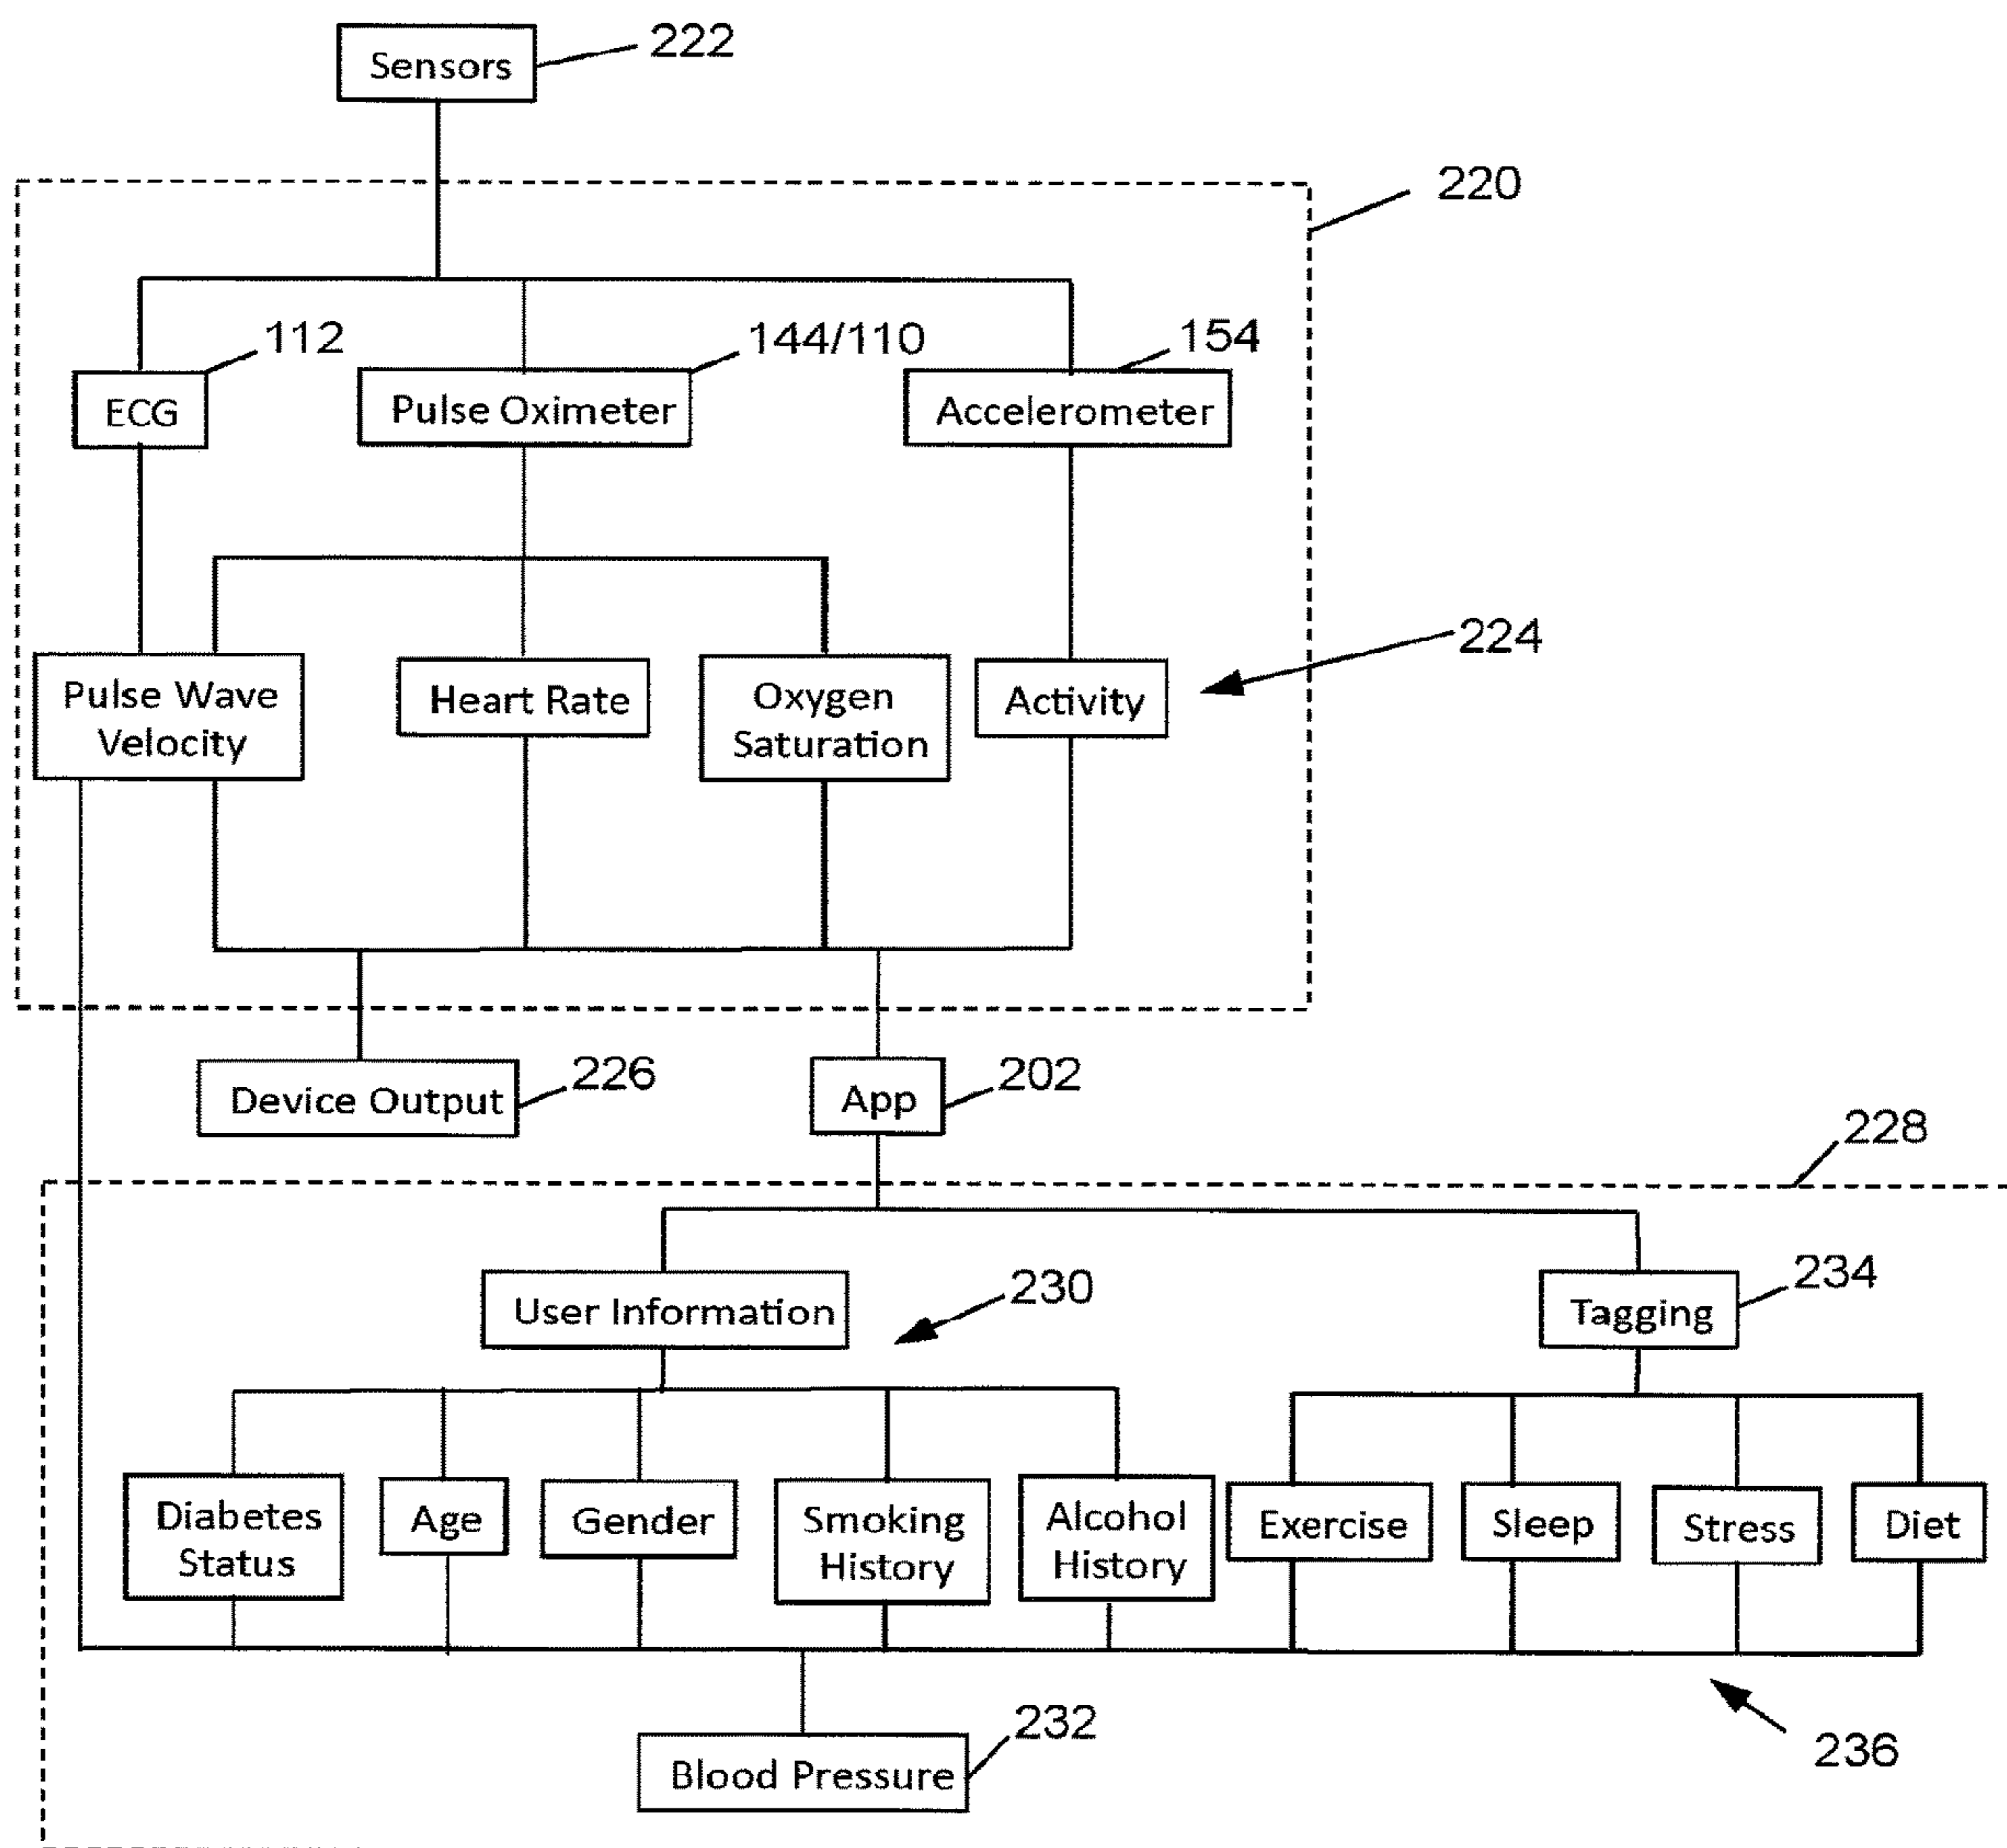 Sensors
222
220
112
144/110
154
ECG
Pulse Oximeter
Accelerometer
224
Pulse Wave
Velocity
Heart Rate
Oxygen
Saturation
Activity
Device Output
226
App
202
228
User Information
230
Tagging
234
Diabetes
Status
Age
Gender
Smoking
History
Alcohol
History
Exercise
Sleep
Stress
Diet
Blood Pressure
232
236